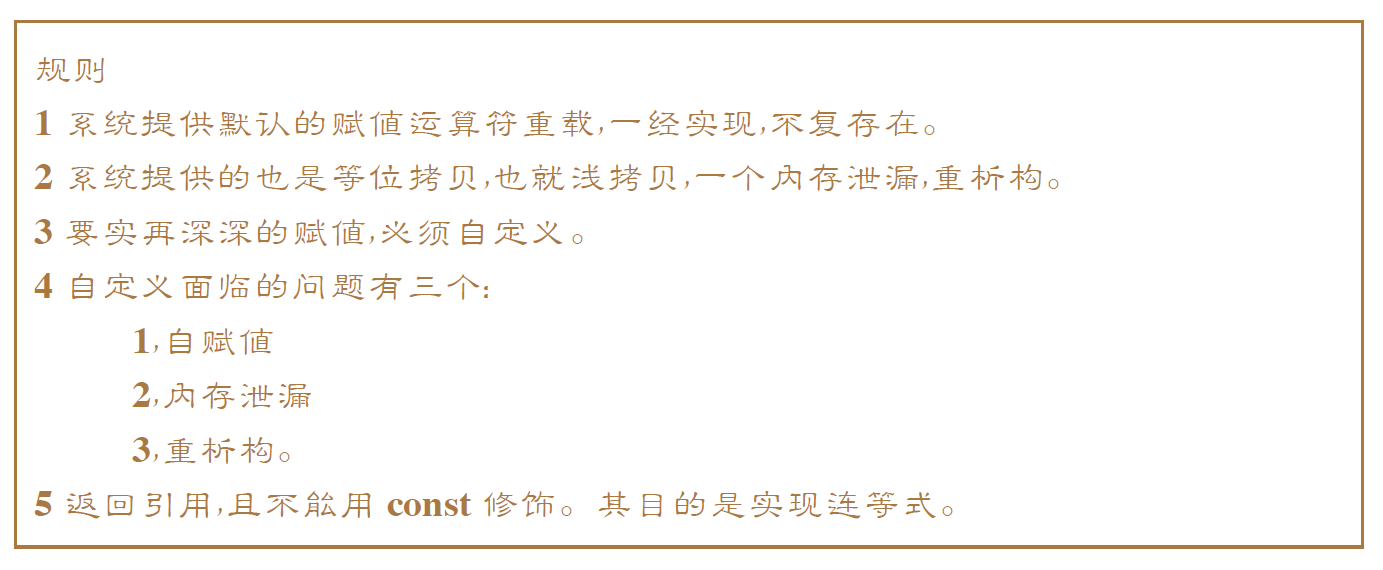 规则
1 系统提供默认的赋值运算符重载,一经实现,不复存在。
2 系统提供的也是等位拷贝,也就浅拷贝,一个内存泄漏,重析构。
3 要实再深深的赋值,必须自定义。
4 自定义面临的问题有三个:
1,自赋值
2,内存泄漏
3,重析构。
5 返回引用,且不能用 const 修饰。其目的是实现连等式。